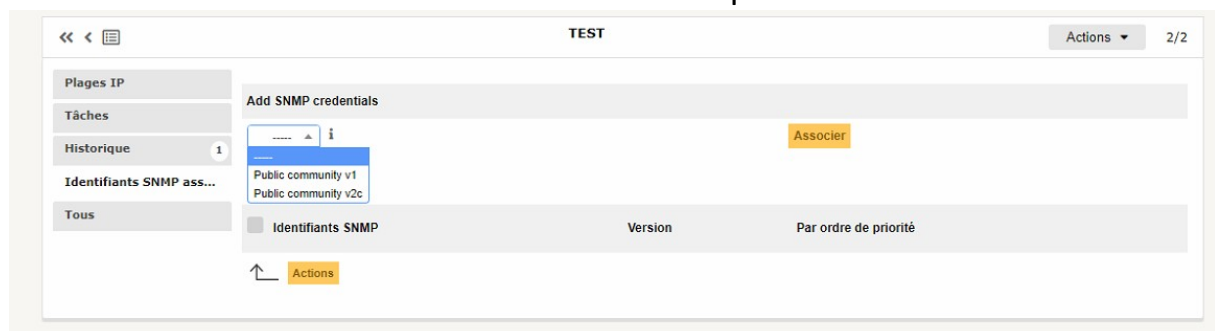 TEST
Actions
2/2
Plages IP
Tâches
Historique 1
Identifiants SNMP ass...
Tous
Add SNMP credentials
----- i
Associer
-----
Public community v1
Public community v2c
Identifiants SNMP Version Par ordre de priorité
Actions